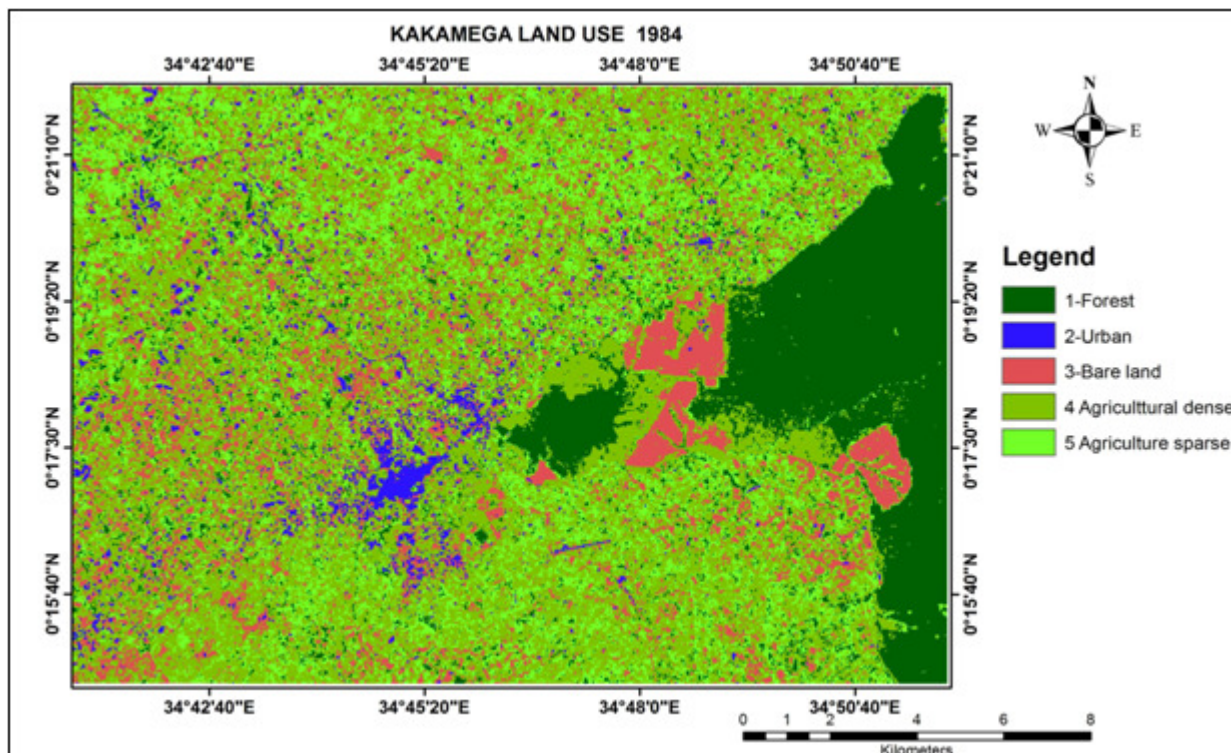 KAKAMEGA LAND USE 1984
34°42'40"E 34°45'20"E 34°48'0"E 34°50'40"E
N
W E
S
0°21'10"N 0°21'10"N
0°19'20"N 0°19'20"N
0°17'30"N 0°17'30"N
0°15'40"N 0°15'40"N
Legend
1-Forest
2-Urban
3-Bare land
4 Agriculttural dense
5 Agriculture sparse
34°42'40"E 34°45'20"E 34°48'0"E 34°50'40"E
0 1 2 4 6 8
Kilometers